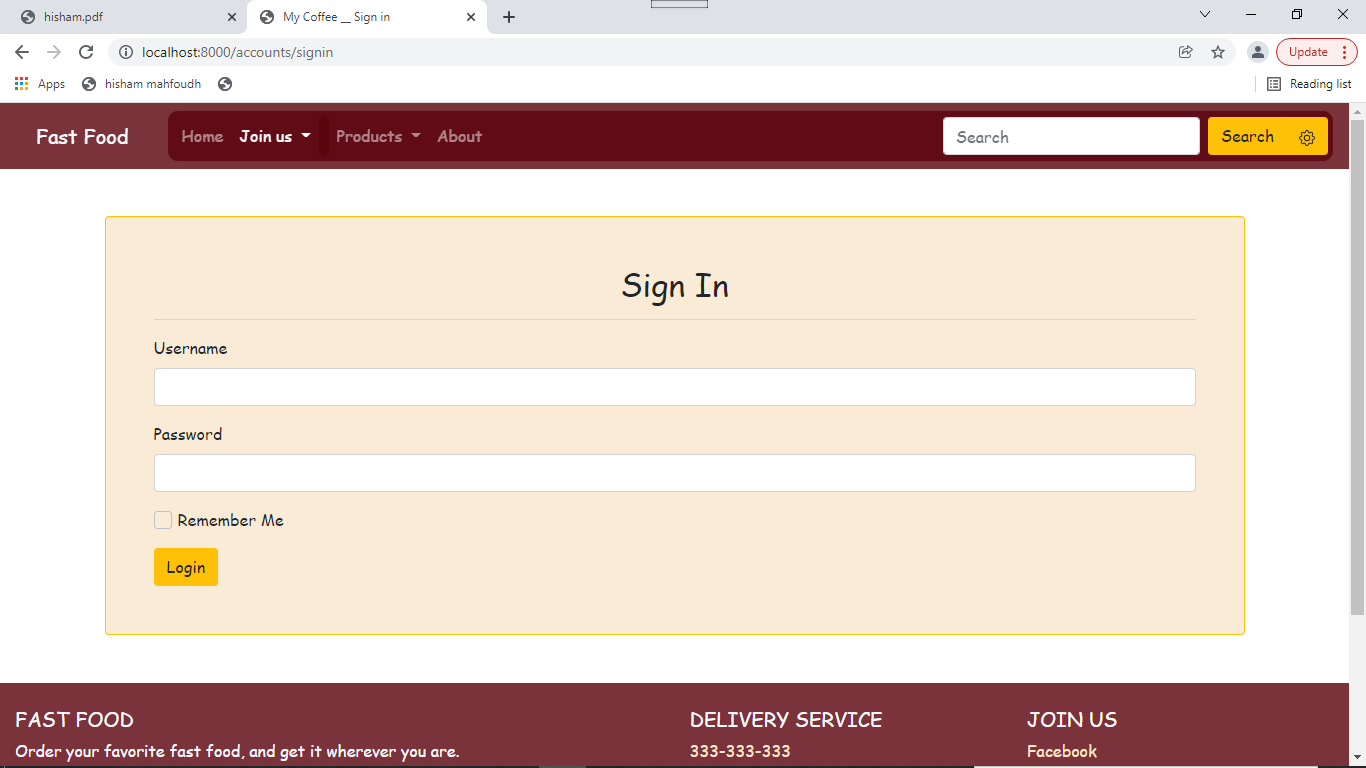 hisham.pdf
My Coffee __ Sign in
localhost:8000/accounts/signin
Update
Apps
hisham mahfoudh
Reading list
Fast Food
Home
Join us
Products
About
Search
Search
Sign In
Username
Password
Remember Me
Login
FAST FOOD
Order your favorite fast food, and get it wherever you are.
DELIVERY SERVICE
333-333-333
JOIN US
Facebook